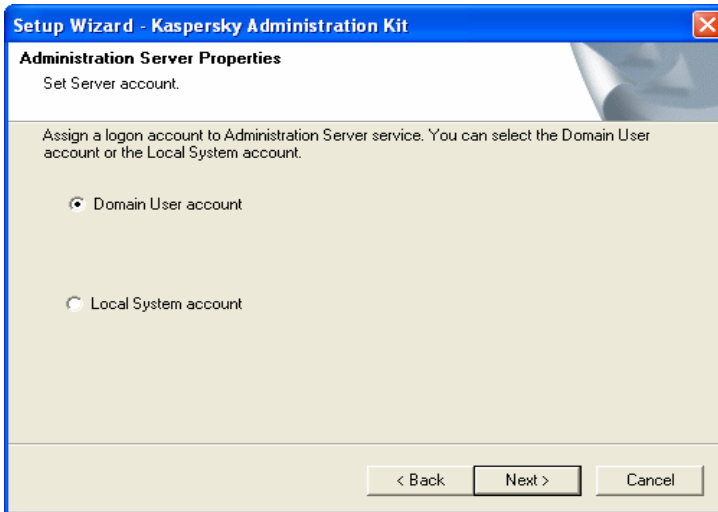 Setup Wizard - Kaspersky Administration Kit
Administration Server Properties
Set Server account.
Assign a logon account to Administration Server service. You can select the Domain User
account or the Local System account.
Domain User account
Local System account
< Back
Next >
Cancel